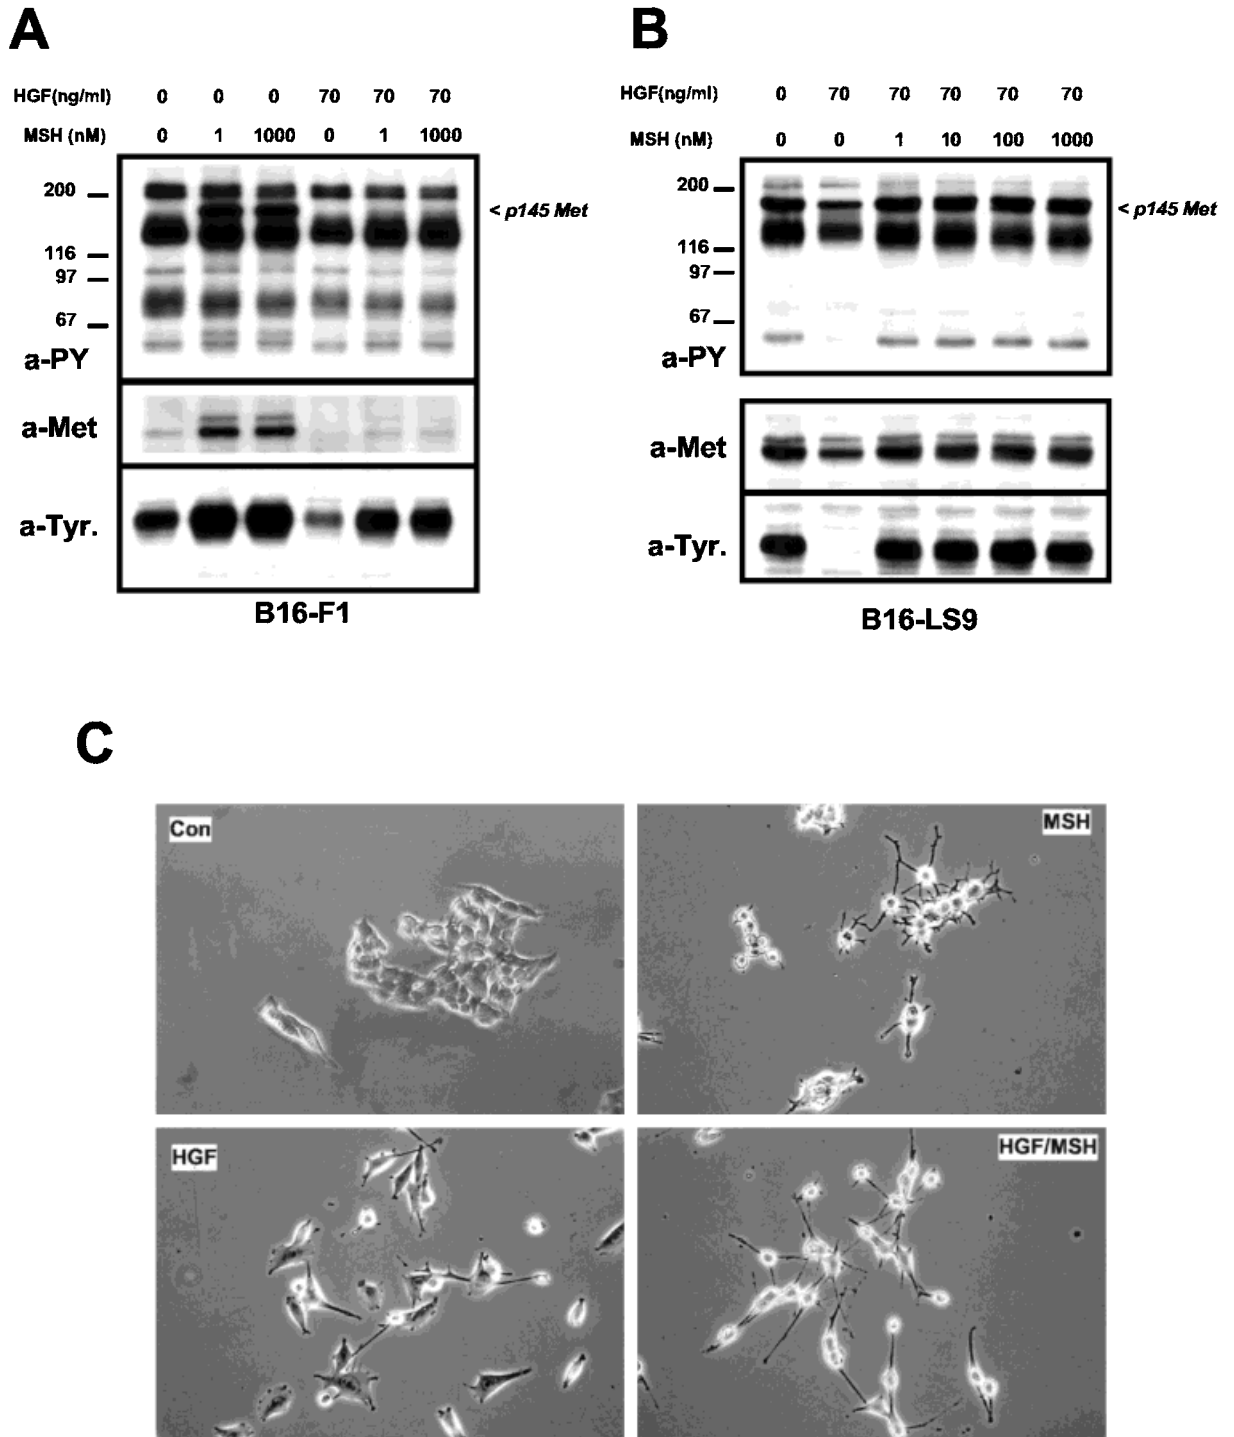 A
HGF(ng/ml) 0 0 0 70 70 70
MSH (nM) 0 1 1000 0 1 1000
200
< p145 Met
116
97
67
a-PY
a-Met
a-Tyr.
B16-F1
B
HGF(ng/ml) 0 70 70 70 70 70
MSH (nM) 0 0 1 10 100 1000
200
< p145 Met
116
97
67
a-PY
a-Met
a-Tyr.
B16-LS9
C
Con
MSH
HGF
HGF/MSH